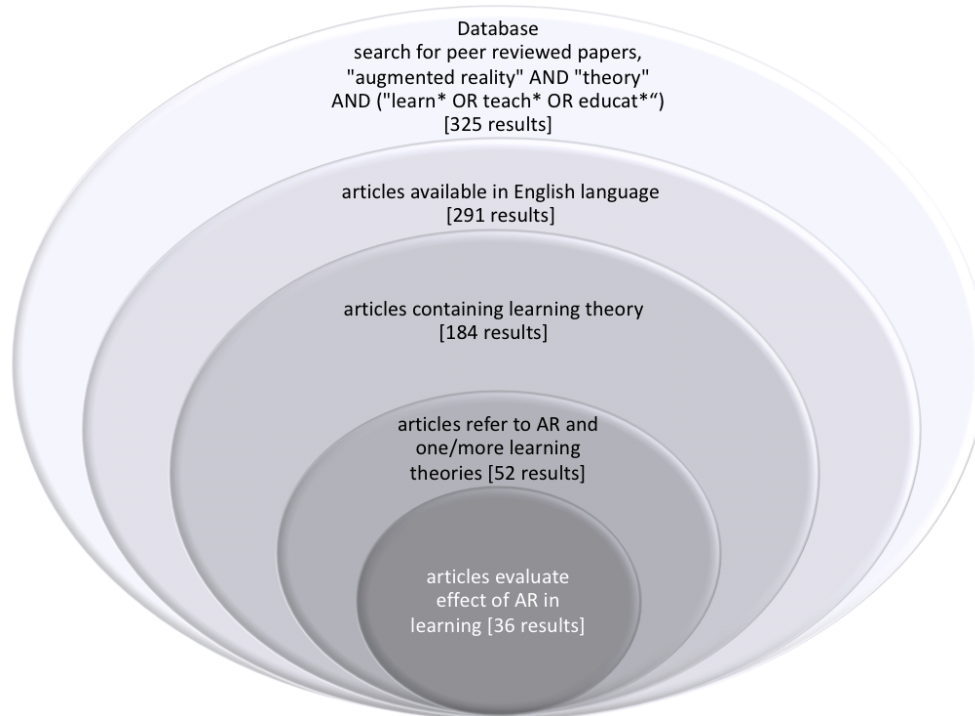 Database
search for peer reviewed papers,
"augmented reality" AND "theory"
AND ("learn* OR teach* OR educat*“)
[325 results]
articles available in English language
[291 results]
articles containing learning theory
[184 results]
articles refer to AR and
one/more learning
theories [52 results]
articles evaluate
effect of AR in
learning [36 results]